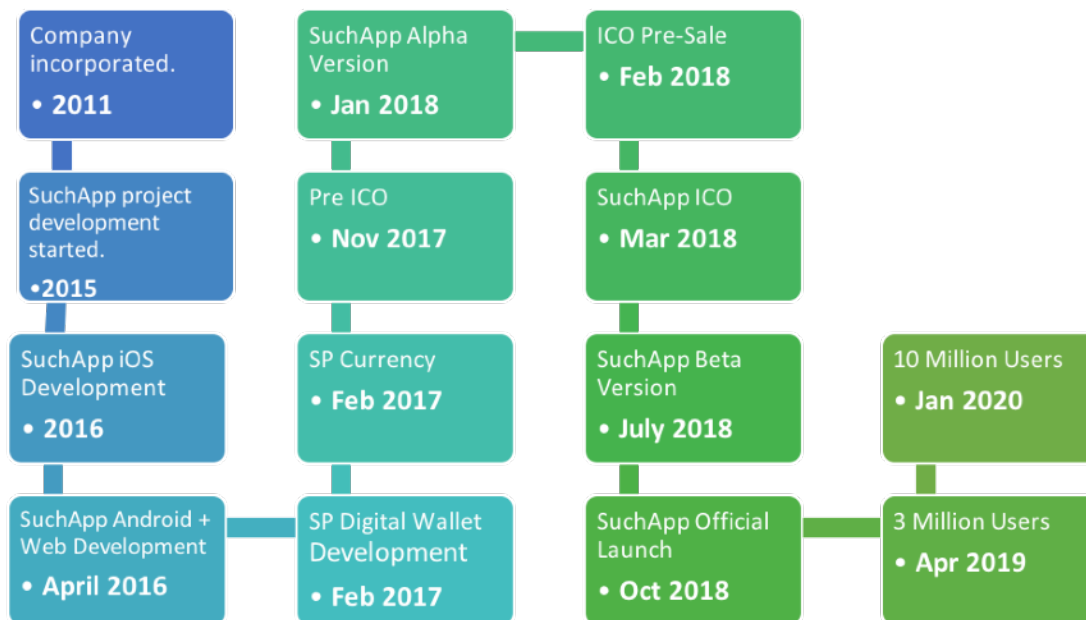 Company
incorporated.
• 2011
SuchApp project
development
started.
•2015
SuchApp iOS
Development
• 2016
SuchApp Android +
Web Development
• April 2016
SP Digital Wallet
Development
• Feb 2017
SP Currency
• Feb 2017
Pre ICO
• Nov 2017
SuchApp Alpha
Version
• Jan 2018
ICO Pre-Sale
• Feb 2018
SuchApp ICO
• Mar 2018
SuchApp Beta
Version
• July 2018
SuchApp Official
Launch
• Oct 2018
3 Million Users
• Apr 2019
10 Million Users
• Jan 2020